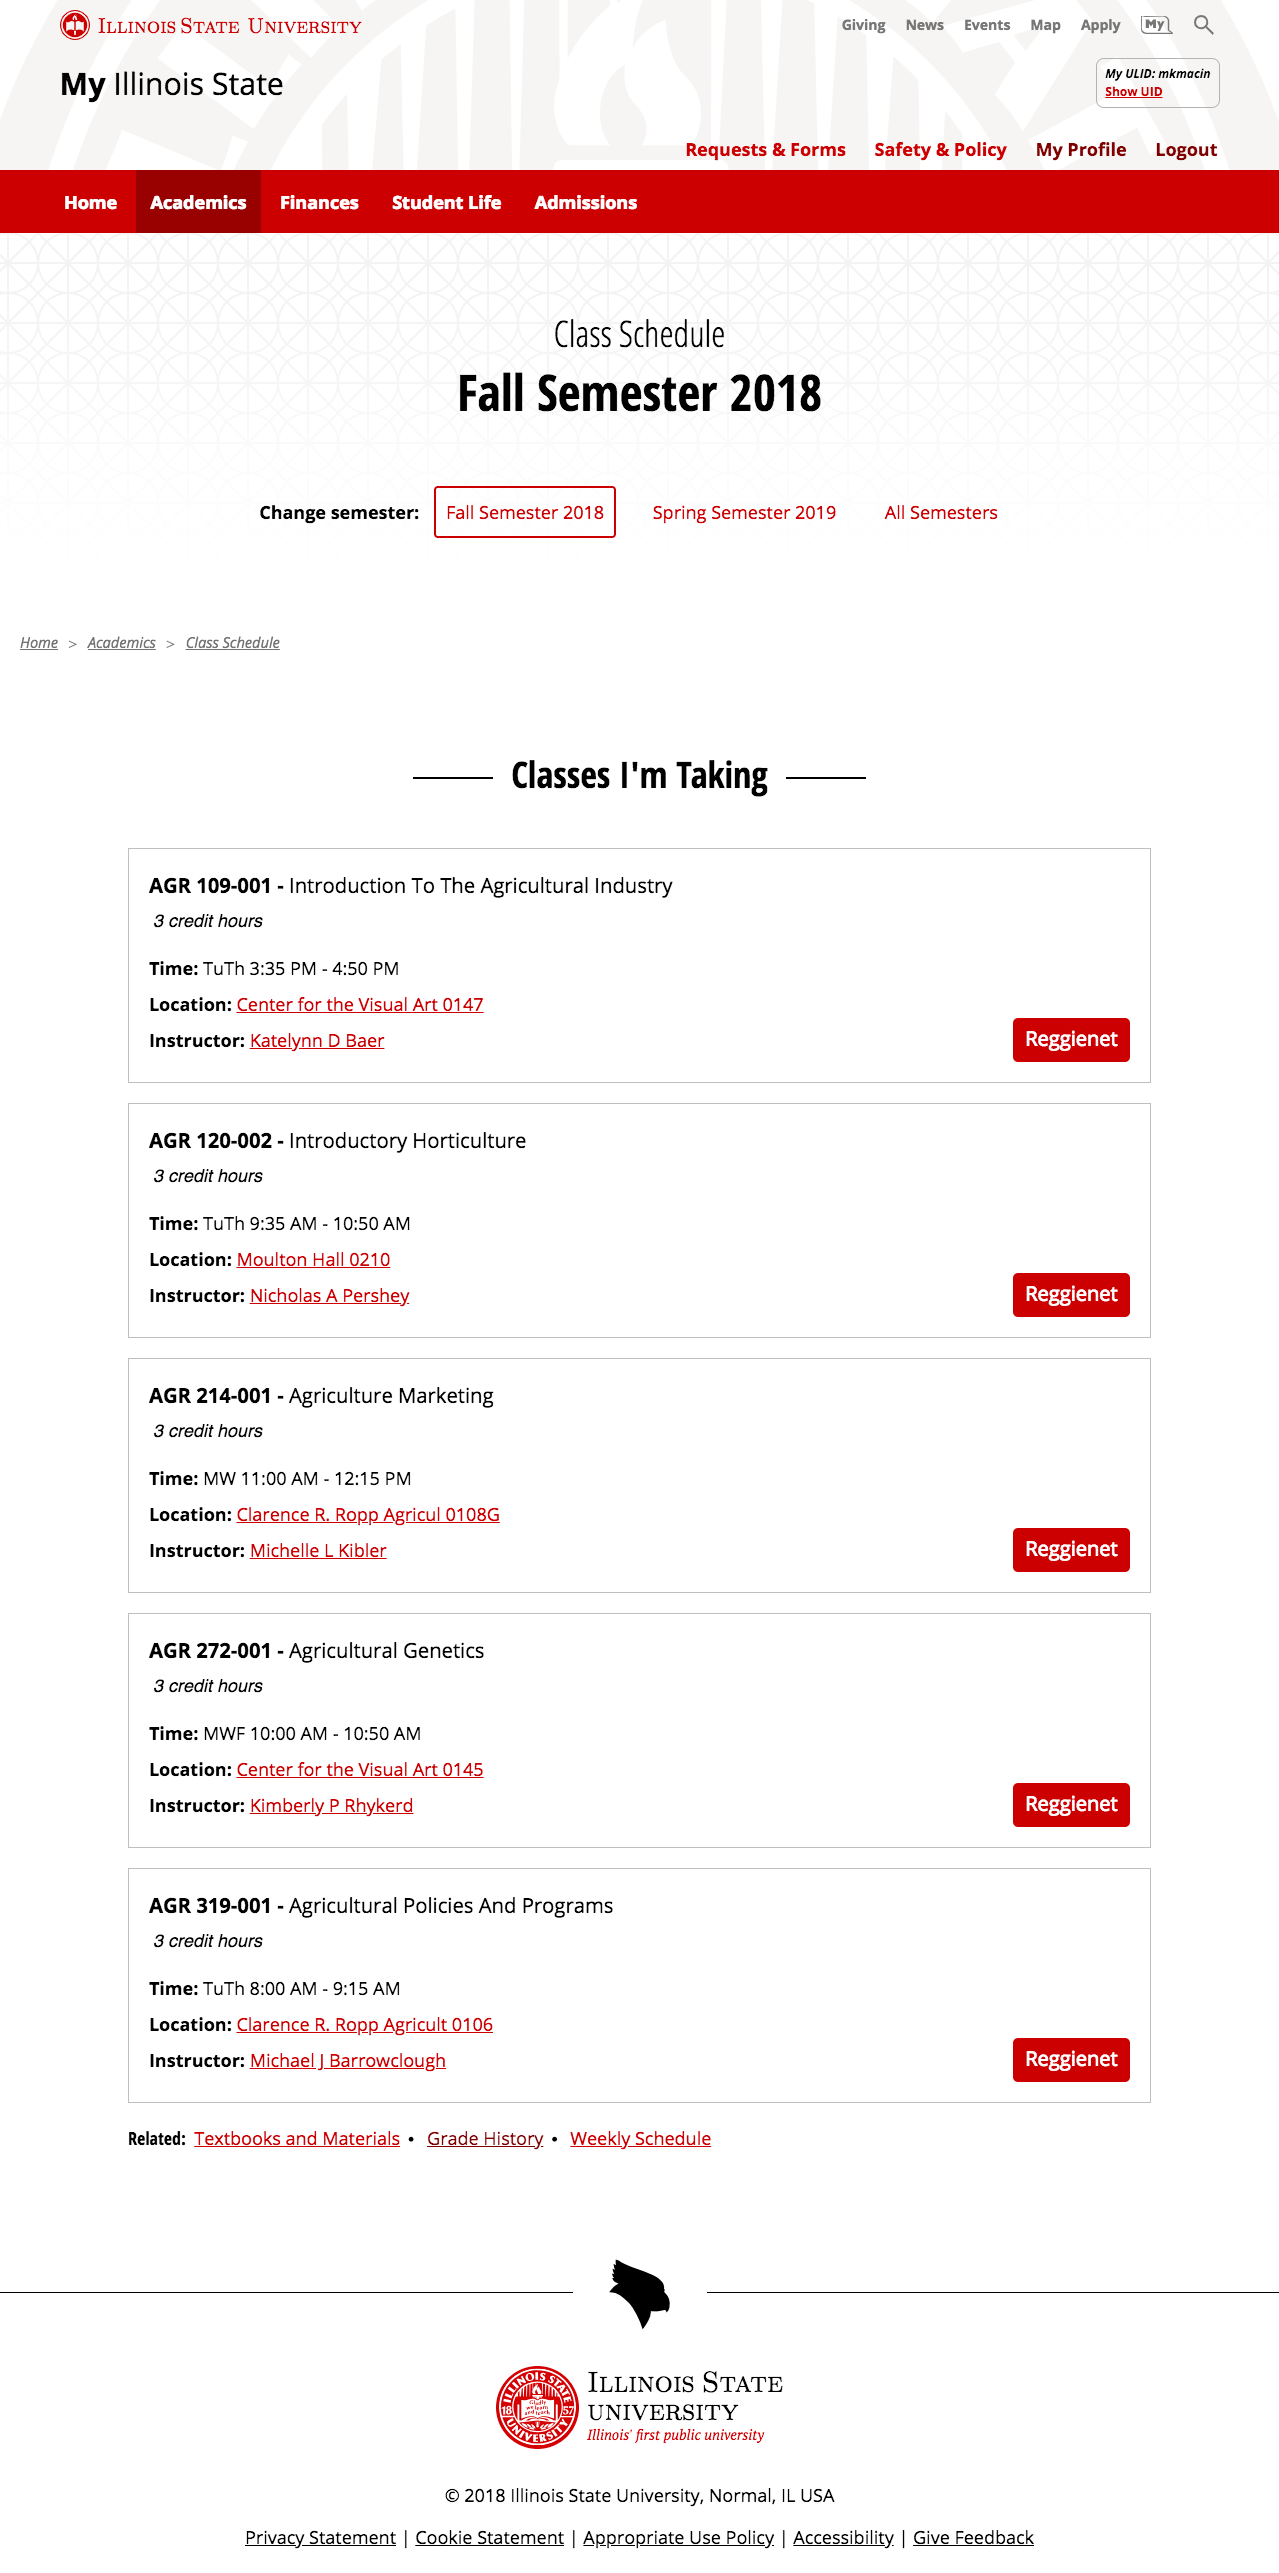 ILLINOIS STATE UNIVERSITY
Giving News Events Map Apply My
My Illinois State
My ULID: mkmacin
Show UID
Requests & Forms Safety & Policy My Profile Logout
Home Academics Finances Student Life Admissions
Class Schedule
Fall Semester 2018
Change semester: Fall Semester 2018 Spring Semester 2019 All Semesters
Home > Academics > Class Schedule
Classes I'm Taking
AGR 109-001 - Introduction To The Agricultural Industry
3 credit hours
Time: TuTh 3:35 PM - 4:50 PM
Location: Center for the Visual Art 0147
Instructor: Katelynn D Baer
Reggienet
AGR 120-002 - Introductory Horticulture
3 credit hours
Time: TuTh 9:35 AM - 10:50 AM
Location: Moulton Hall 0210
Instructor: Nicholas A Pershey
Reggienet
AGR 214-001 - Agriculture Marketing
3 credit hours
Time: MW 11:00 AM - 12:15 PM
Location: Clarence R. Ropp Agricul 0108G
Instructor: Michelle L Kibler
Reggienet
AGR 272-001 - Agricultural Genetics
3 credit hours
Time: MWF 10:00 AM - 10:50 AM
Location: Center for the Visual Art 0145
Instructor: Kimberly P Rhykerd
Reggienet
AGR 319-001 - Agricultural Policies And Programs
3 credit hours
Time: TuTh 8:00 AM - 9:15 AM
Location: Clarence R. Ropp Agricult 0106
Instructor: Michael J Barrowclough
Reggienet
Related: Textbooks and Materials • Grade History • Weekly Schedule
ILLINOIS STATE
UNIVERSITY
18 57
Gladly
we learn
and teach
ILLINOIS STATE
UNIVERSITY
Illinois' first public university
© 2018 Illinois State University, Normal, IL USA
Privacy Statement | Cookie Statement | Appropriate Use Policy | Accessibility | Give Feedback